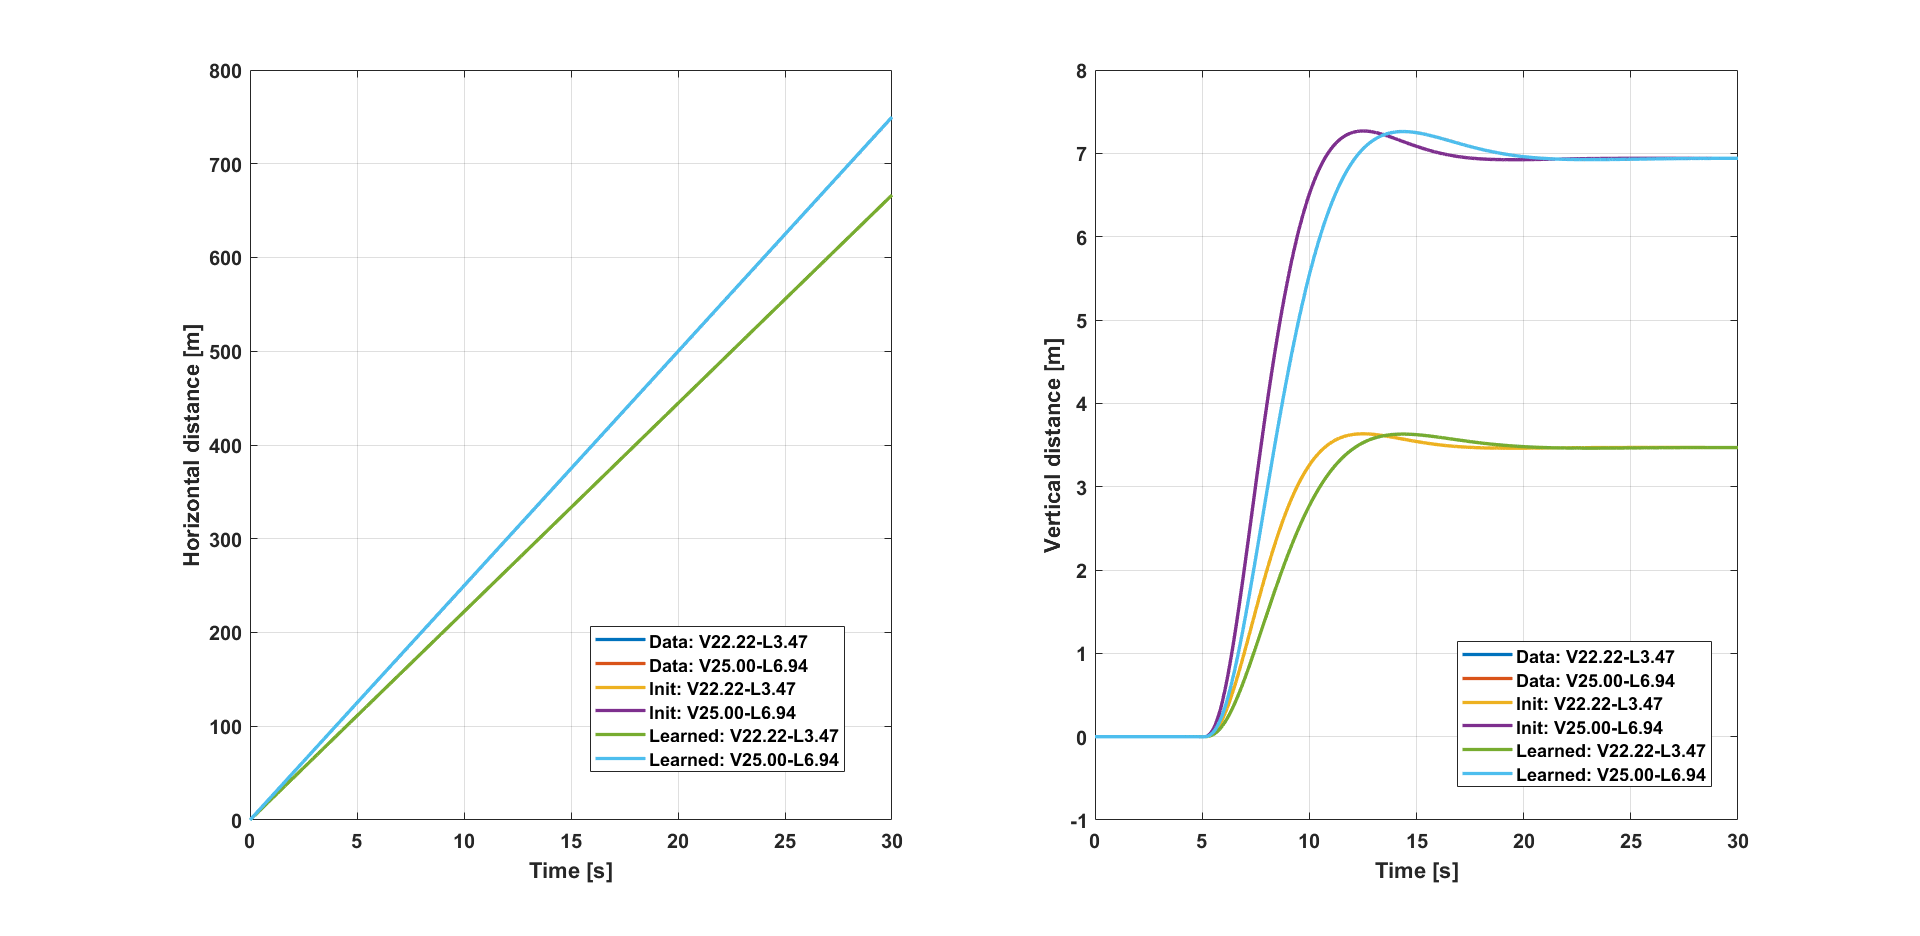 800
700
600
500
400
300
200
100
0
Horizontal distance [m]
0 5 10 15 20 25 30
Time [s]
Data: V22.22-L3.47
Data: V25.00-L6.94
Init: V22.22-L3.47
Init: V25.00-L6.94
Learned: V22.22-L3.47
Learned: V25.00-L6.94
8
7
6
5
4
3
2
1
0
-1
Vertical distance [m]
0 5 10 15 20 25 30
Time [s]
Data: V22.22-L3.47
Data: V25.00-L6.94
Init: V22.22-L3.47
Init: V25.00-L6.94
Learned: V22.22-L3.47
Learned: V25.00-L6.94